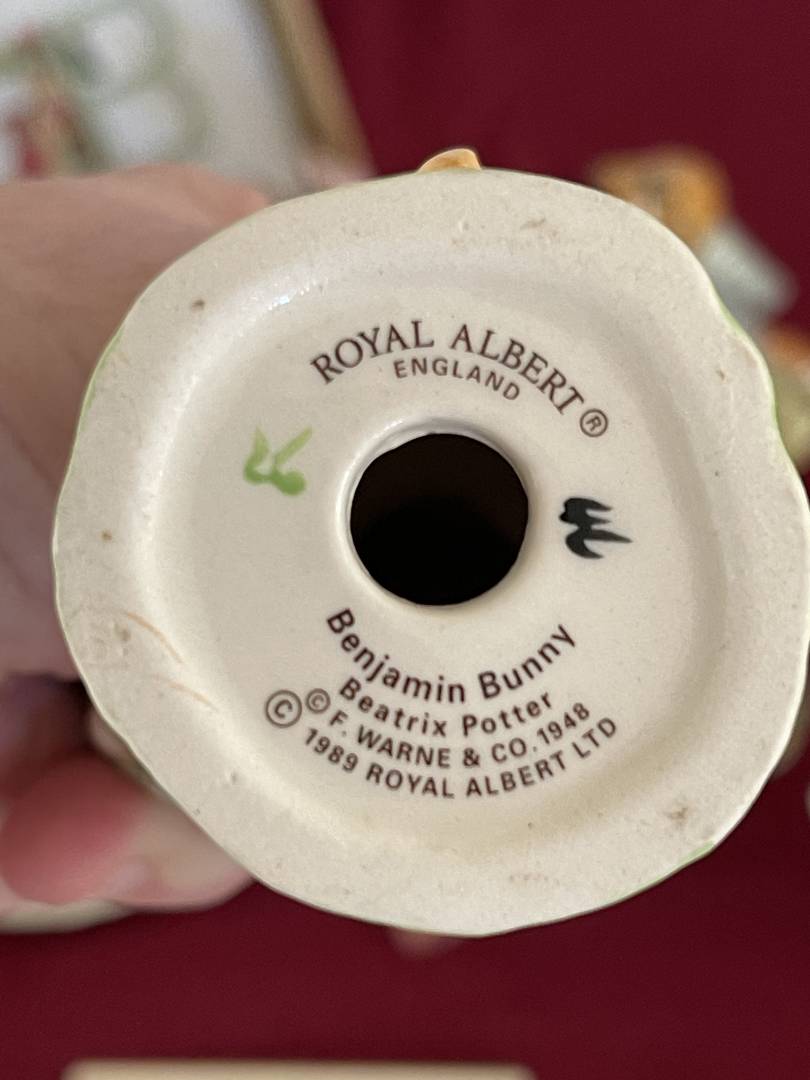 ROYAL ALBERT ®
ENGLAND
Benjamin Bunny
Beatrix Potter
© F. WARNE & CO. 1948
© 1989 ROYAL ALBERT LTD